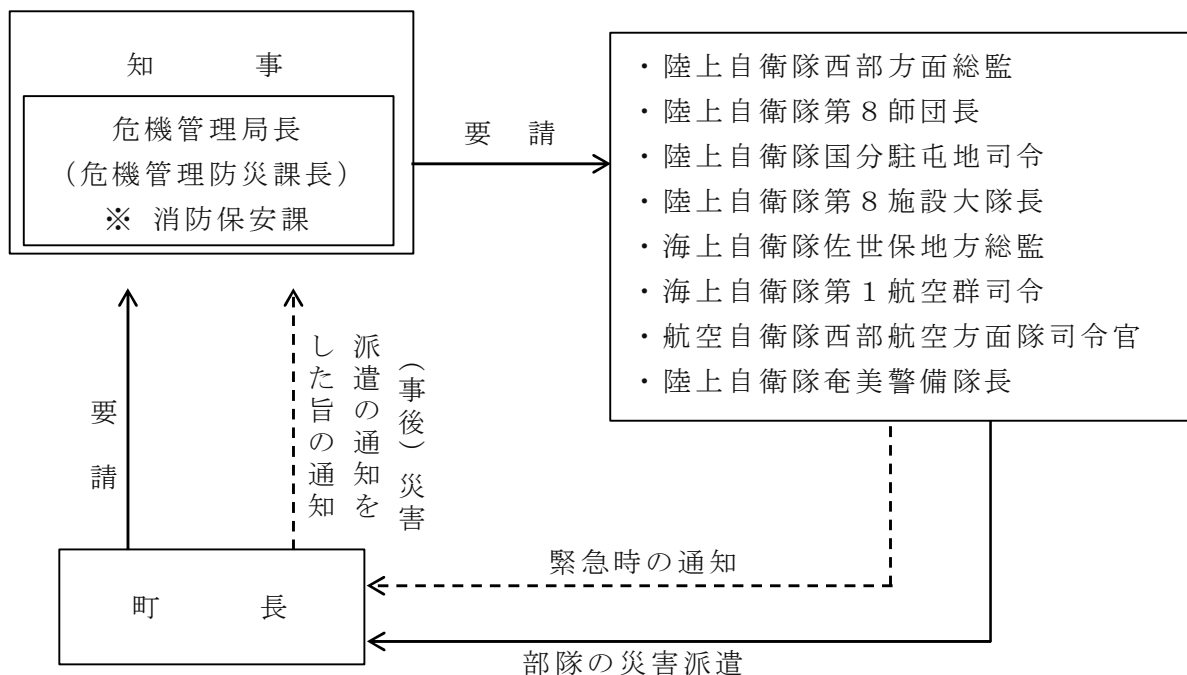 知　　　事
危機管理局長
（危機管理防災課長）
※ 消防保安課
要　請
・陸上自衛隊西部方面総監
・陸上自衛隊第８師団長
・陸上自衛隊国分駐屯地司令
・陸上自衛隊第８施設大隊長
・海上自衛隊佐世保地方総監
・海上自衛隊第１航空群司令
・航空自衛隊西部航空方面隊司令官
・陸上自衛隊奄美警備隊長
要　請
（事後）災害
派遣の通知を
した旨の通知
緊急時の通知
町　　　長
部隊の災害派遣